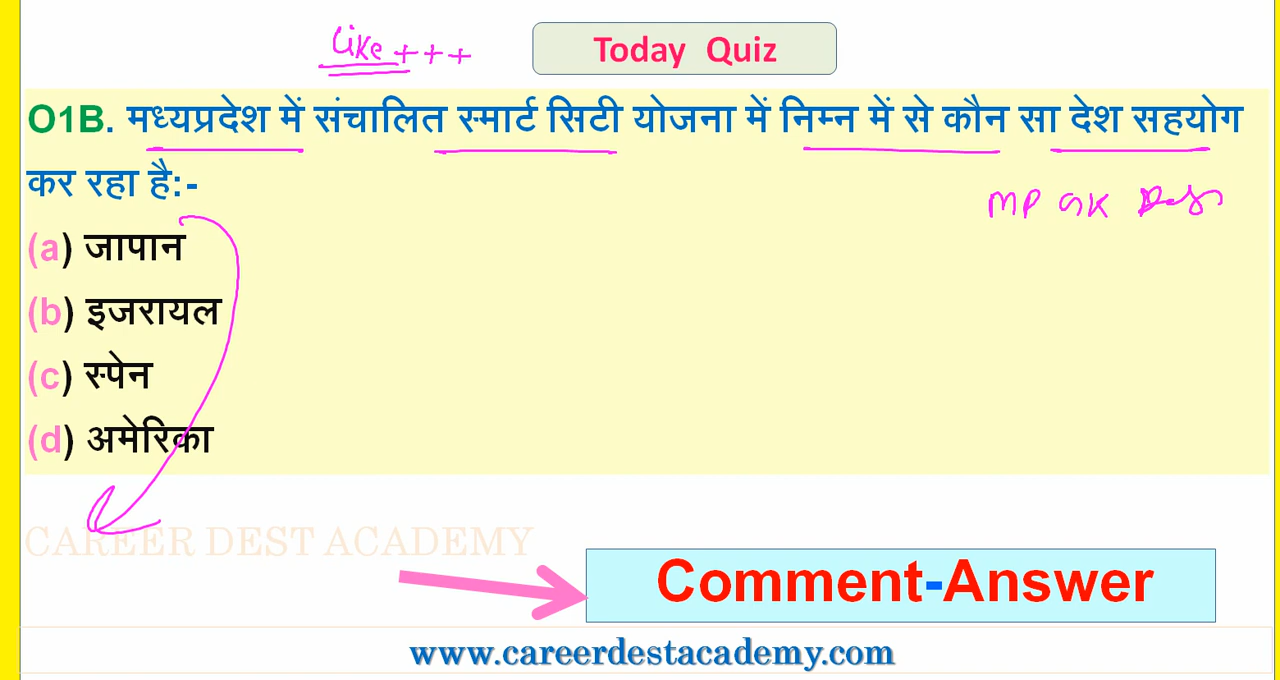 Like +++
Today Quiz
O1B. मध्यप्रदेश में संचालित स्मार्ट सिटी योजना में निम्न में से कौन सा देश सहयोग
कर रहा है:-
MP GK
(a) जापान
(b) इजरायल
(c) स्पेन
(d) अमेरिका
CAREER DEST ACADEMY
Comment-Answer
www.careerdestacademy.com